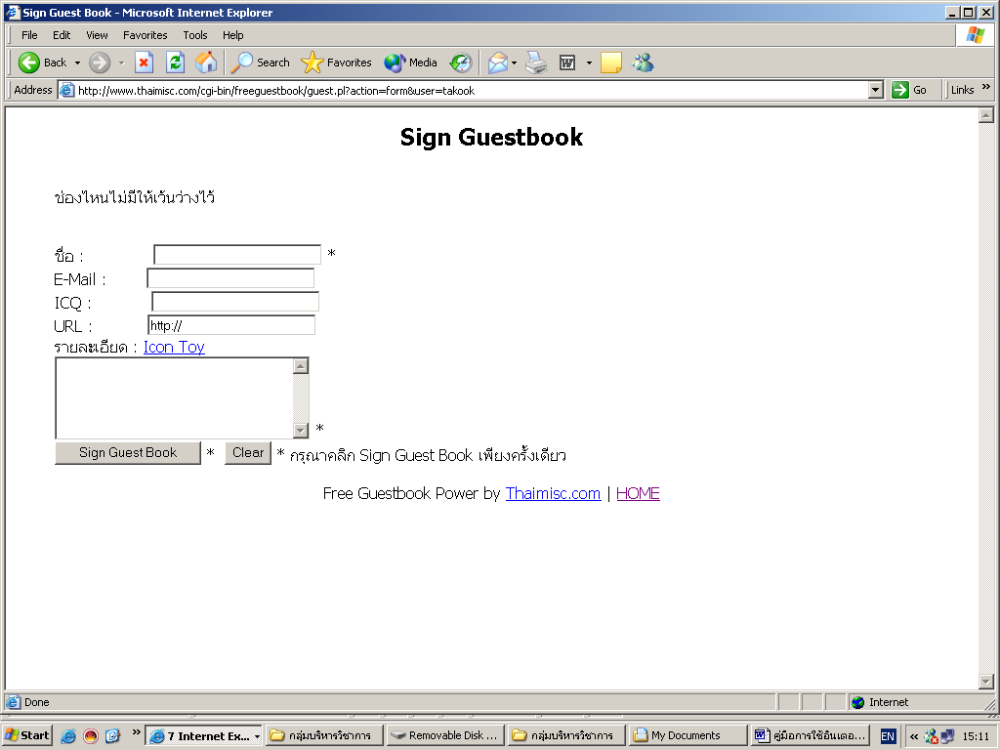 Sign Guest Book - Microsoft Internet Explorer
File Edit View Favorites Tools Help
Back Search Favorites Media
Address http://www.thaimisc.com/cgi-bin/freeguestbook/guest.pl?action=form&user=takook Go Links »
Sign Guestbook
ช่องไหนไม่มีให้เว้นว่างไว้
ชื่อ : *
E-Mail :
ICQ :
URL : http://
รายละเอียด : Icon Toy
*
Sign Guest Book * Clear * กรุณาคลิก Sign Guest Book เพียงครั้งเดียว
Free Guestbook Power by Thaimisc.com | HOME
Done Internet
Start » 7 Internet Ex... กลุ่มบริหารวิชาการ Removable Disk ... กลุ่มบริหารวิชาการ My Documents คู่มือการใช้อินเตอ... EN « 15:11